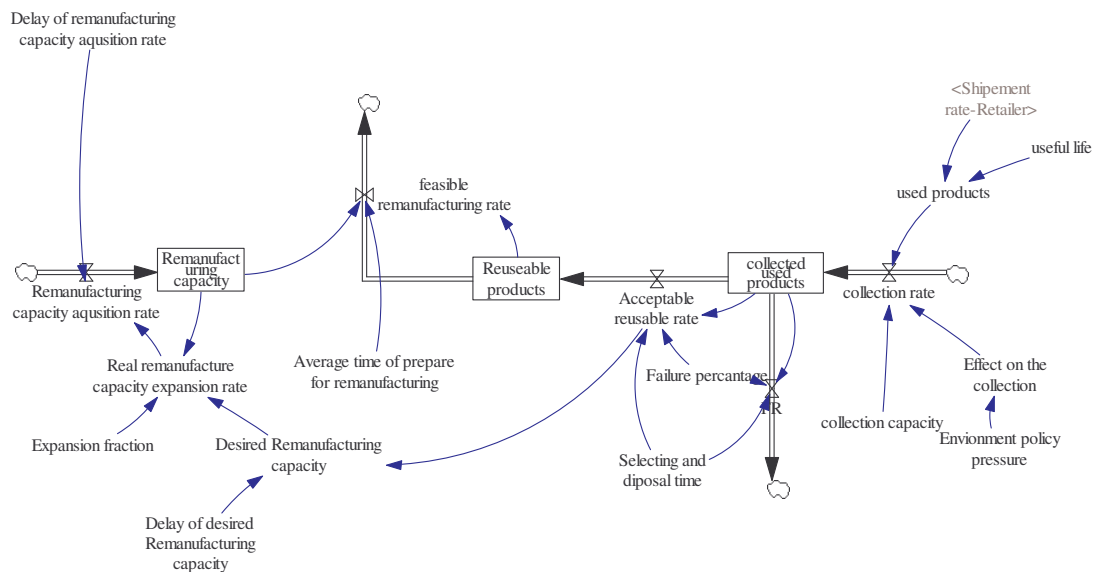 Delay of remanufacturing
capacity aqusition rate
<Shipement
rate-Retailer>
useful life
used products
feasible
remanufacturing rate
Remanufact
uring
capacity
Reuseable
products
collected
used
products
Remanufacturing
capacity aqusition rate
Acceptable
reusable rate
collection rate
Real remanufacture
capacity expansion rate
Average time of prepare
for remanufacturing
Failure percantage
Effect on the
collection
collection capacity
Expansion fraction
Desired Remanufacturing
capacity
Selecting and
diposal time
Envionment policy
pressure
Delay of desired
Remanufacturing
capacity